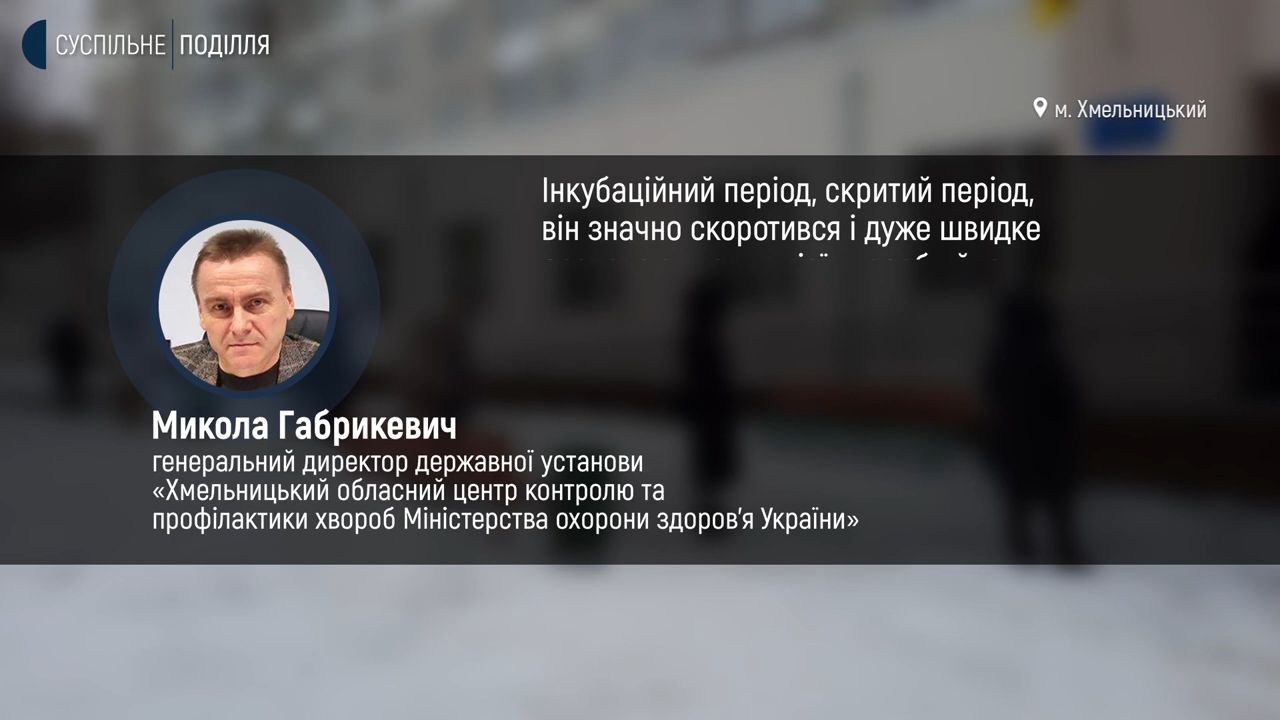 СУСПІЛЬНЕ ПОДІЛЛЯ
м. Хмельницький
Інкубаційний період, скритий період,
він значно скоротився і дуже швидке
Микола Габрикевич
генеральний директор державної установи
«Хмельницький обласний центр контролю та
профілактики хвороб Міністерства охорони здоров'я України»